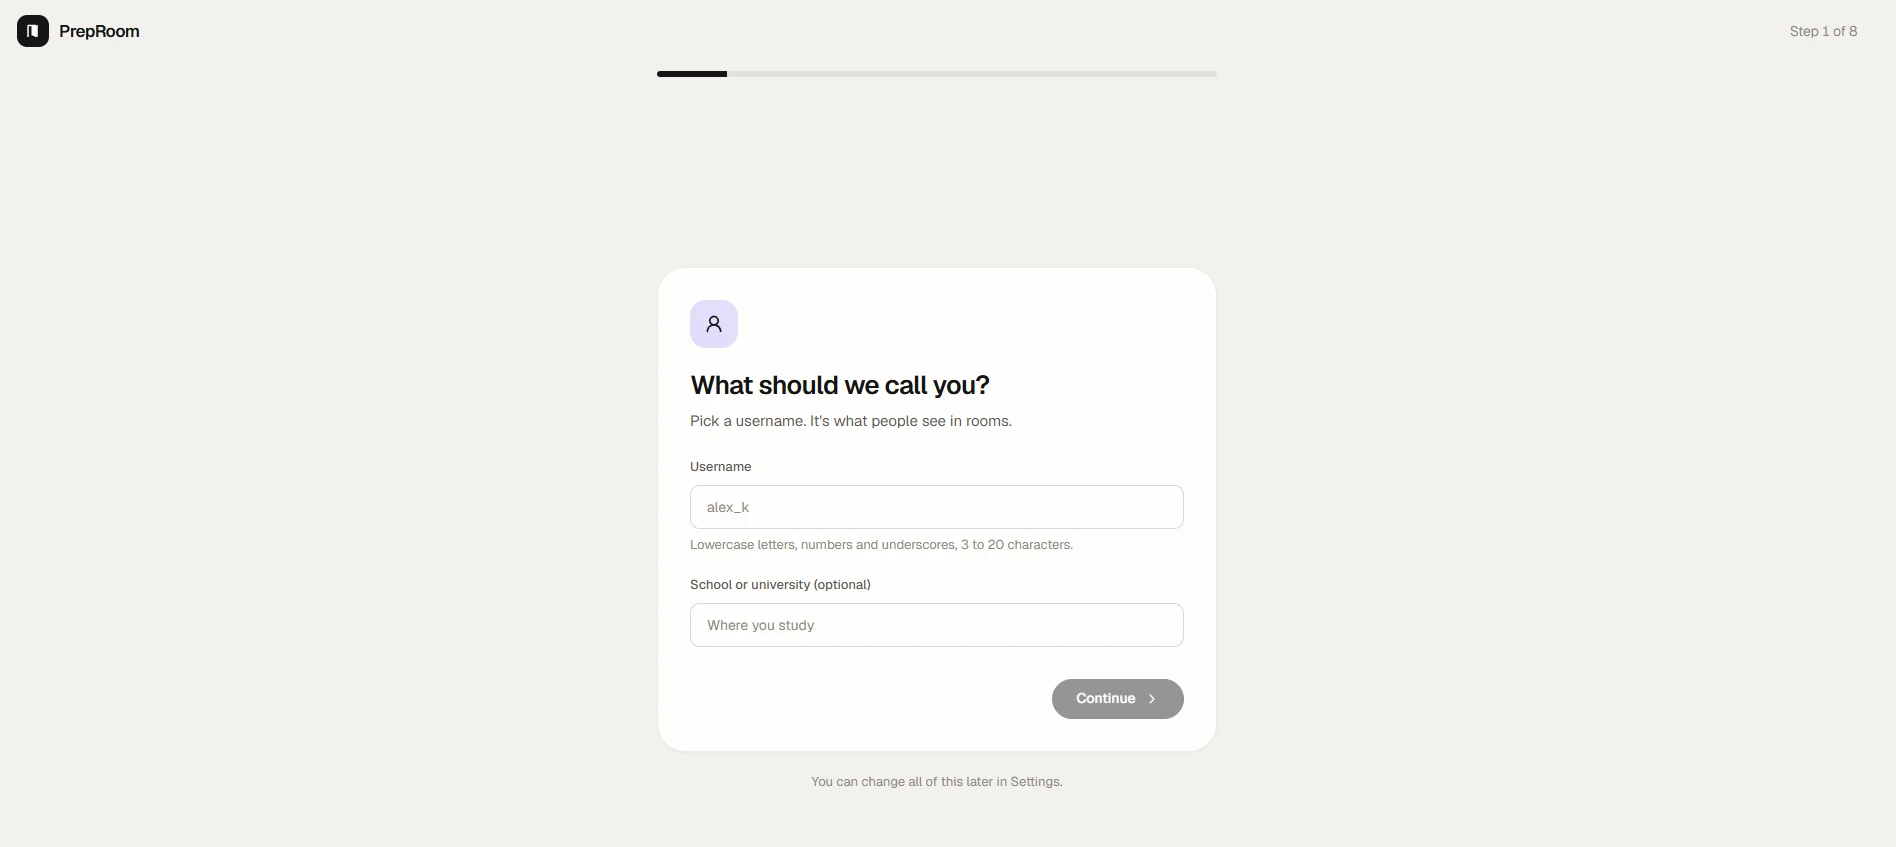 PrepRoom
Step 1 of 8
What should we call you?
Pick a username. It's what people see in rooms.
Username
alex_k
Lowercase letters, numbers and underscores, 3 to 20 characters.
School or university (optional)
Where you study
Continue
You can change all of this later in Settings.